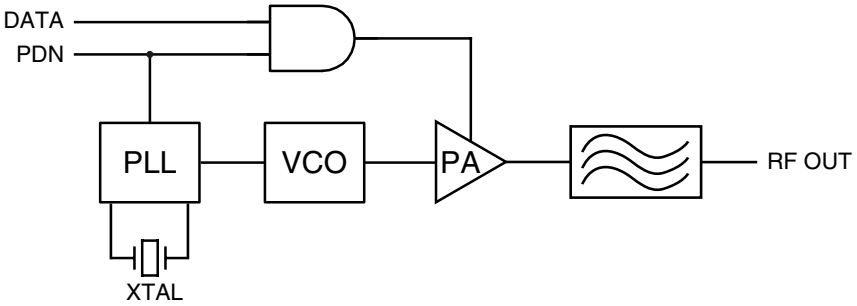 DATA
PDN
PLL
VCO
PA
RF OUT
XTAL